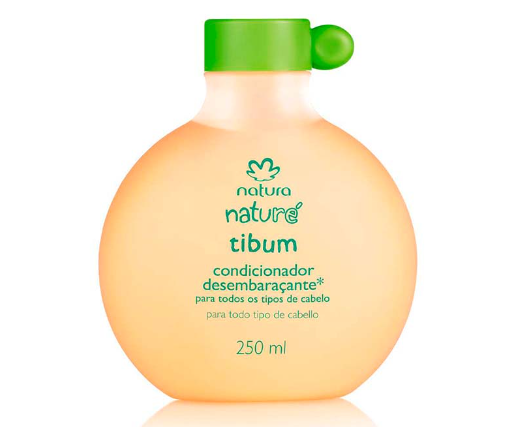 natura
naturé
tibum
condicionador
desembaraçante*
para todos os tipos de cabelo
para todo tipo de cabello
250 ml